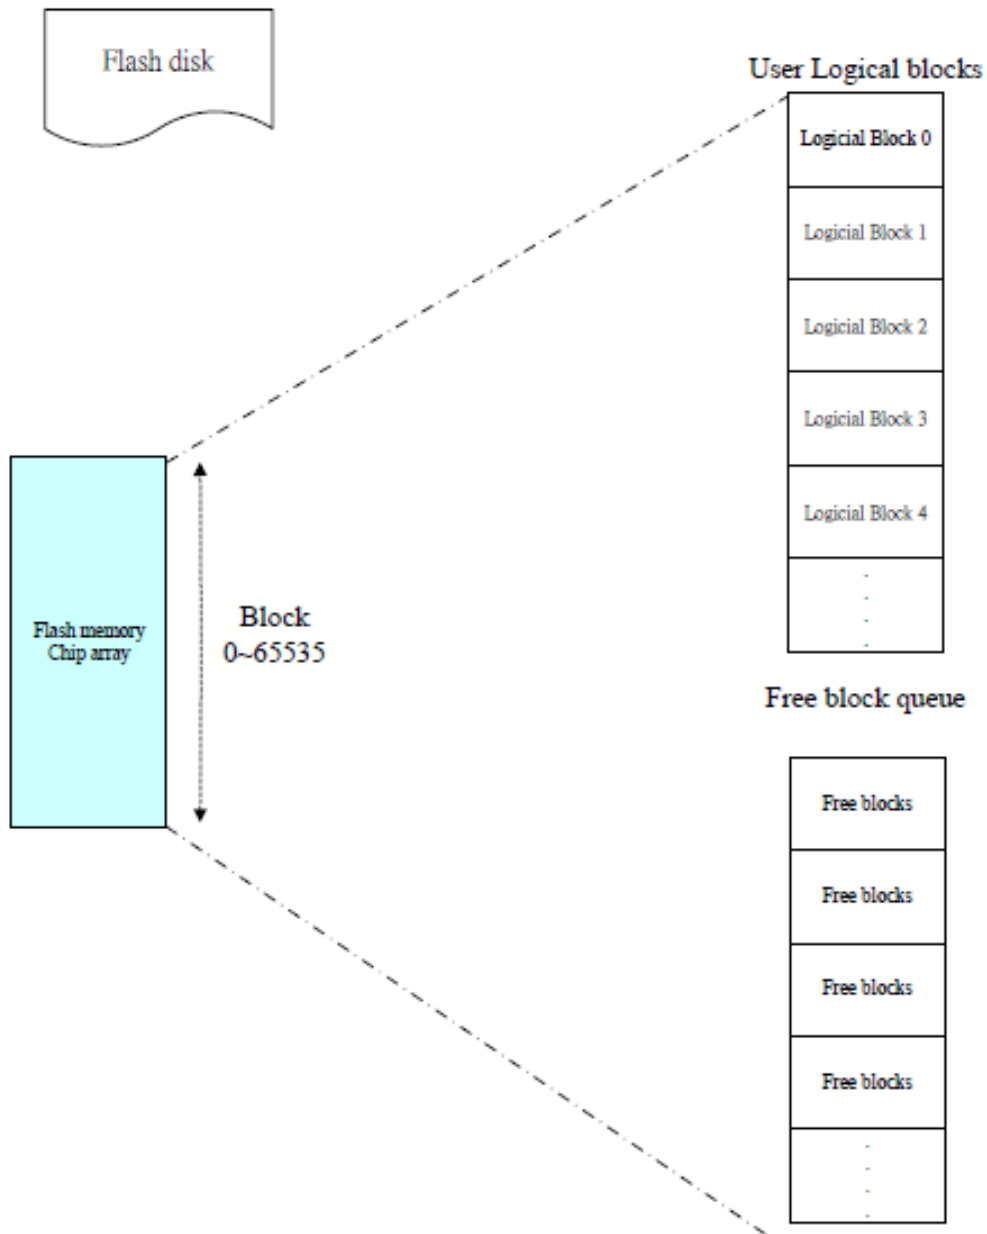 Flash disk
User Logical blocks
Logicial Block 0
Logicial Block 1
Logicial Block 2
Logicial Block 3
Logicial Block 4
Flash memory
Chip array
Block
0~65535
Free block queue
Free blocks
Free blocks
Free blocks
Free blocks